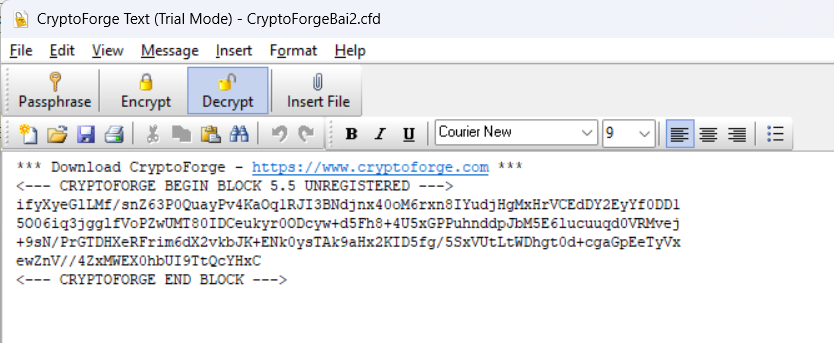 CryptoForge Text (Trial Mode) - CryptoForgeBai2.cfd
File Edit View Message Insert Format Help
Passphrase Encrypt Decrypt Insert File
B I U Courier New 9
*** Download CryptoForge - https://www.cryptoforge.com ***
<--- CRYPTOFORGE BEGIN BLOCK 5.5 UNREGISTERED --->
ifyXyeGlLMf/snZ63P0QuayPv4KaOqlRJI3BNdjnx40oM6rxn8IYudjHgMxHrVCEdDY2EyYf0DD1
5O06iq3jgglfVoPZwUMT80IDCeukyr0ODcyw+d5Fh8+4U5xGPPuhnddpJbM5E6lucuuqd0VRMvej
+9sN/PrGTDHXeRFrim6dX2vkbJK+ENk0ysTAk9aHx2KID5fg/5SxVUtLtWDhgt0d+cgaGpEeTyVx
ewZnV//4ZxMWEX0hbUI9TtQcYHxC
<--- CRYPTOFORGE END BLOCK --->